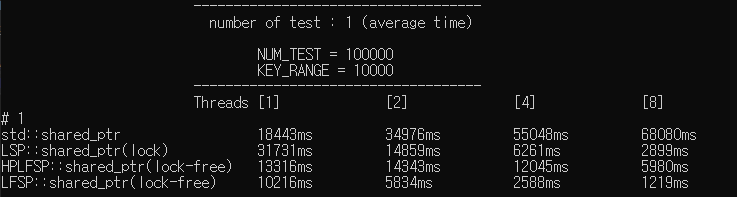 ------------------------------------
number of test : 1 (average time)
NUM_TEST = 100000
KEY_RANGE = 10000
------------------------------------
Threads [1] [2] [4] [8]
# 1
std::shared_ptr 18443ms 34976ms 55048ms 68080ms
LSP::shared_ptr(lock) 31731ms 14859ms 6261ms 2899ms
HPLFSP::shared_ptr(lock-free) 13316ms 14343ms 12045ms 5980ms
LFSP::shared_ptr(lock-free) 10216ms 5834ms 2588ms 1219ms